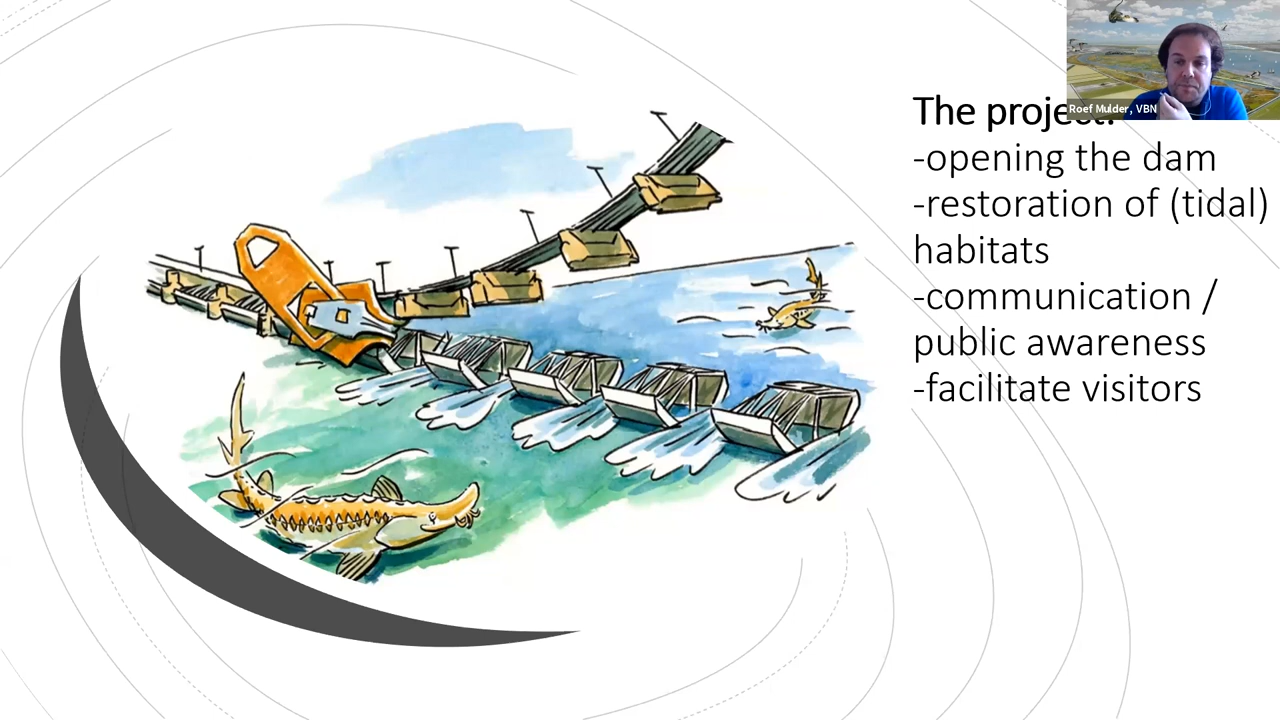 Roef Mulder, VBN
The project:
-opening the dam
-restoration of (tidal)
habitats
-communication /
public awareness
-facilitate visitors